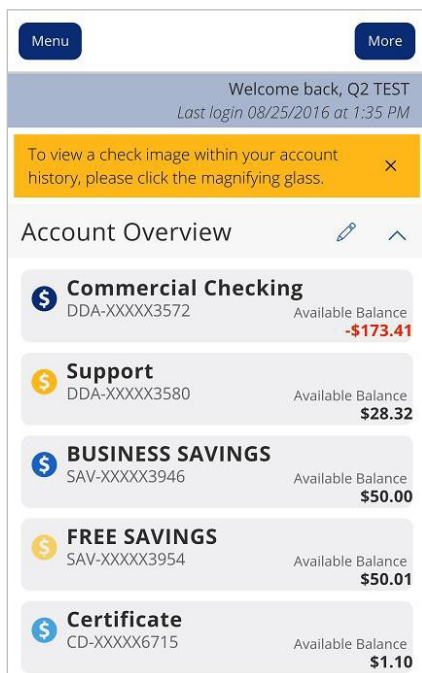 Menu More
Welcome back, Q2 TEST
Last login 08/25/2016 at 1:35 PM
To view a check image within your account
history, please click the magnifying glass.
Account Overview
Commercial Checking
DDA-XXXXX3572
Available Balance
-$173.41
Support
DDA-XXXXX3580
Available Balance
$28.32
BUSINESS SAVINGS
SAV-XXXXX3946
Available Balance
$50.00
FREE SAVINGS
SAV-XXXXX3954
Available Balance
$50.01
Certificate
CD-XXXXX6715
Available Balance
$1.10